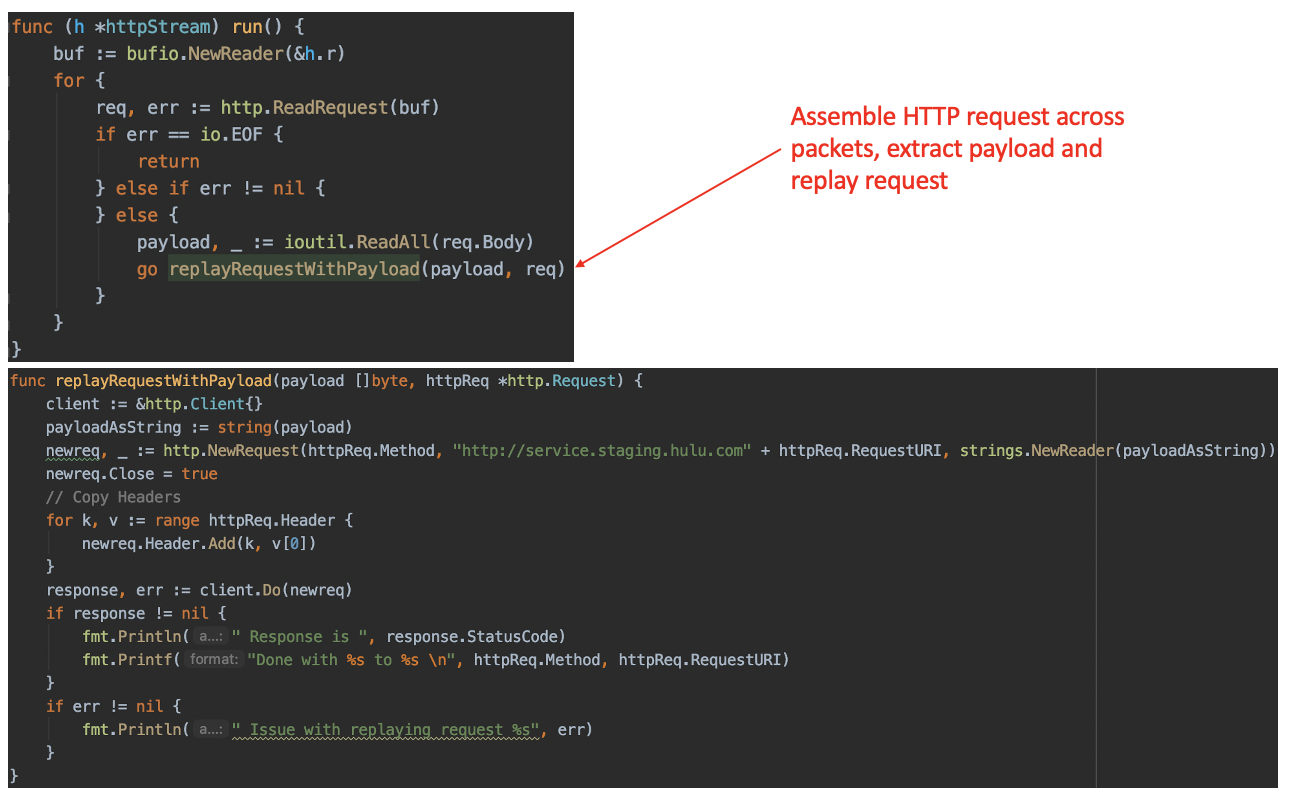 func (h *httpStream) run() {
    buf := bufio.NewReader(&h.r)
    for {
        req, err := http.ReadRequest(buf)
        if err == io.EOF {
            return
        } else if err != nil {
        } else {
            payload, _ := ioutil.ReadAll(req.Body)
            go replayRequestWithPayload(payload, req)
        }
    }
}
Assemble HTTP request across
packets, extract payload and
replay request
func replayRequestWithPayload(payload []byte, httpReq *http.Request) {
    client := &http.Client{}
    payloadAsString := string(payload)
    newreq, _ := http.NewRequest(httpReq.Method, "http://service.staging.hulu.com" + httpReq.RequestURI, strings.NewReader(payloadAsString))
    newreq.Close = true
    // Copy Headers
    for k, v := range httpReq.Header {
        newreq.Header.Add(k, v[0])
    }
    response, err := client.Do(newreq)
    if response != nil {
        fmt.Println( a...: " Response is ", response.StatusCode)
        fmt.Printf( format: "Done with %s to %s \n", httpReq.Method, httpReq.RequestURI)
    }
    if err != nil {
        fmt.Println( a...: " Issue with replaying request %s", err)
    }
}